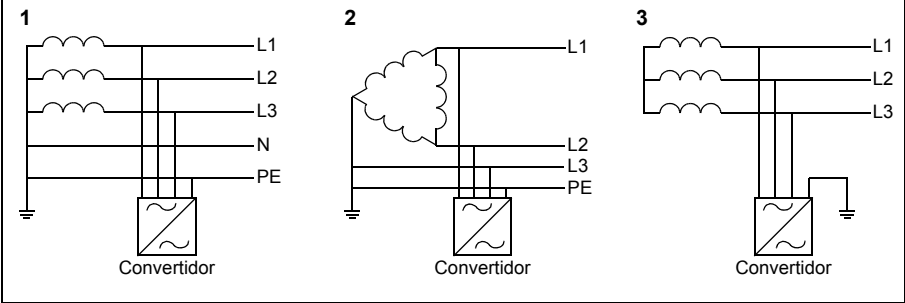 1
L1
L2
L3
N
PE
Convertidor
2
L1
L2
L3
PE
Convertidor
3
L1
L2
L3
Convertidor